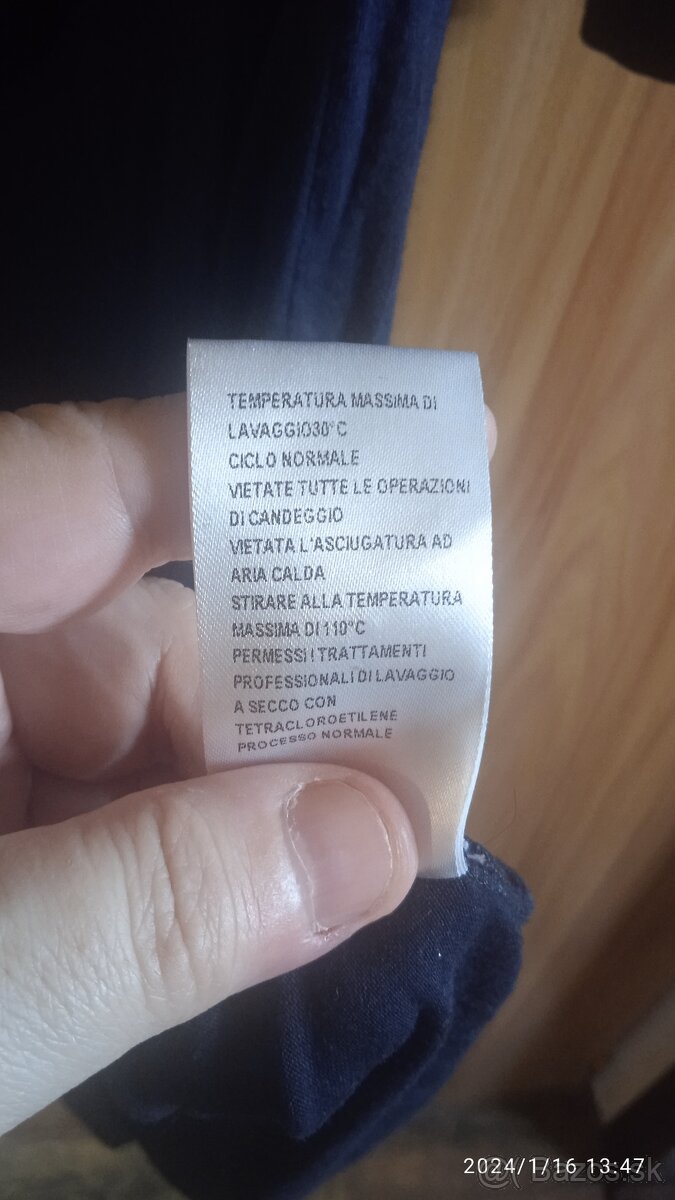 TEMPERATURA MASSIMA DI
LAVAGGIO30°C
CICLO NORMALE
VIETATE TUTTE LE OPERAZIONI
DI CANDEGGIO
VIETATA L'ASCIUGATURA AD
ARIA CALDA
STIRARE ALLA TEMPERATURA
MASSIMA DI 110°C
PERMESSI I TRATTAMENTI
PROFESSIONALI DI LAVAGGIO
A SECCO CON
TETRACLOROETILENE
PROCESSO NORMALE
2024/1/16 13:47
Bazos.sk